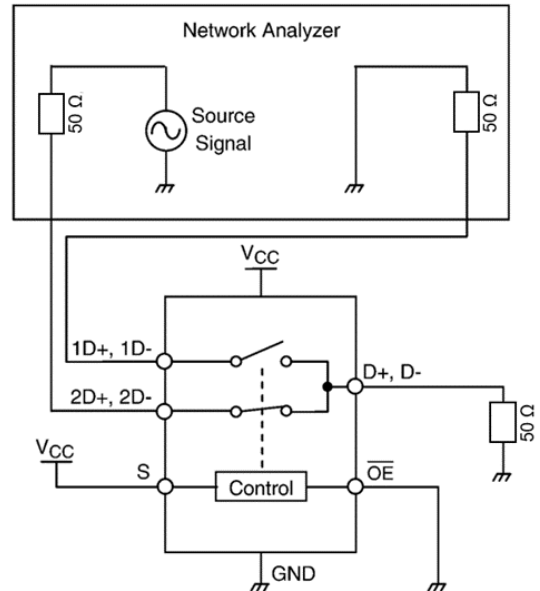 Network Analyzer
50 Ω
Source
Signal
50 Ω
VCC
1D+, 1D-
D+, D-
2D+, 2D-
50 Ω
VCC
S
Control
OE
GND